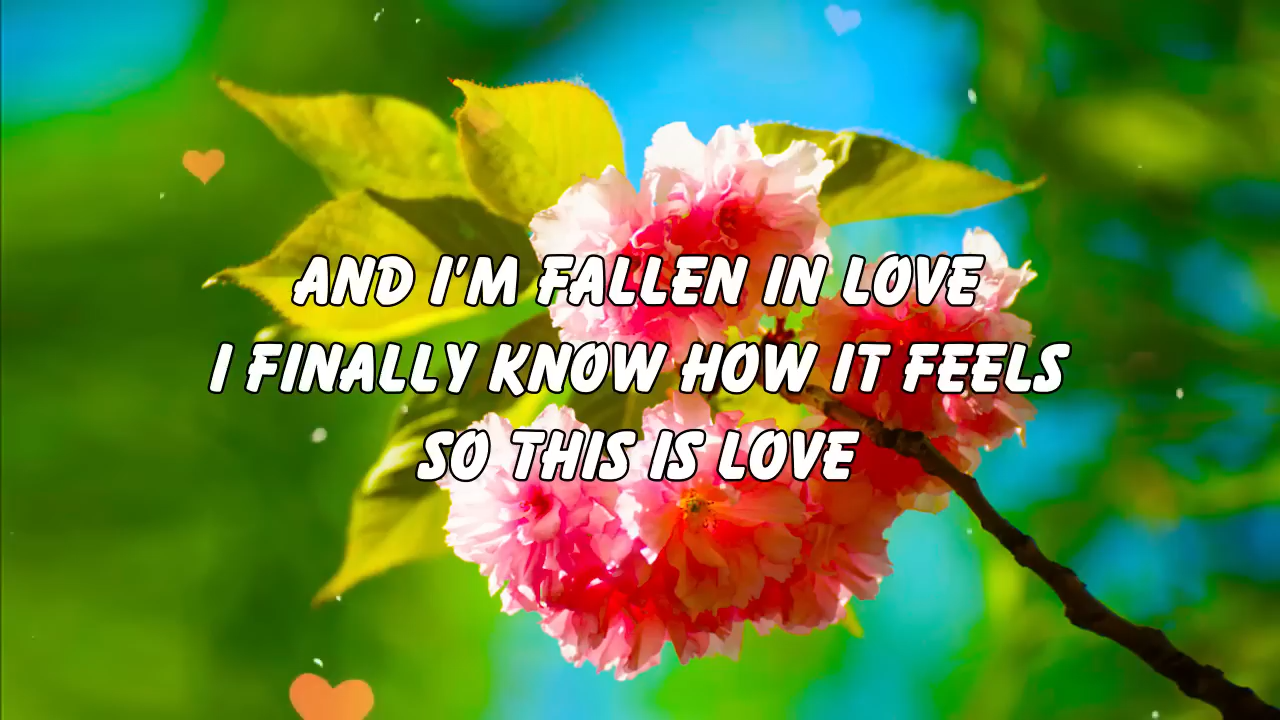 AND I'M FALLEN IN LOVE
I FINALLY KNOW HOW IT FEELS
SO THIS IS LOVE